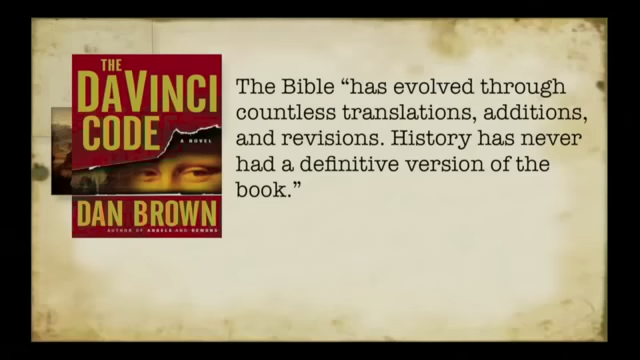 THE
DAVINCI
CODE
A NOVEL
DAN BROWN
AUTHOR OF ANGELS AND DEMONS
The Bible “has evolved through
countless translations, additions,
and revisions. History has never
had a definitive version of the
book.”